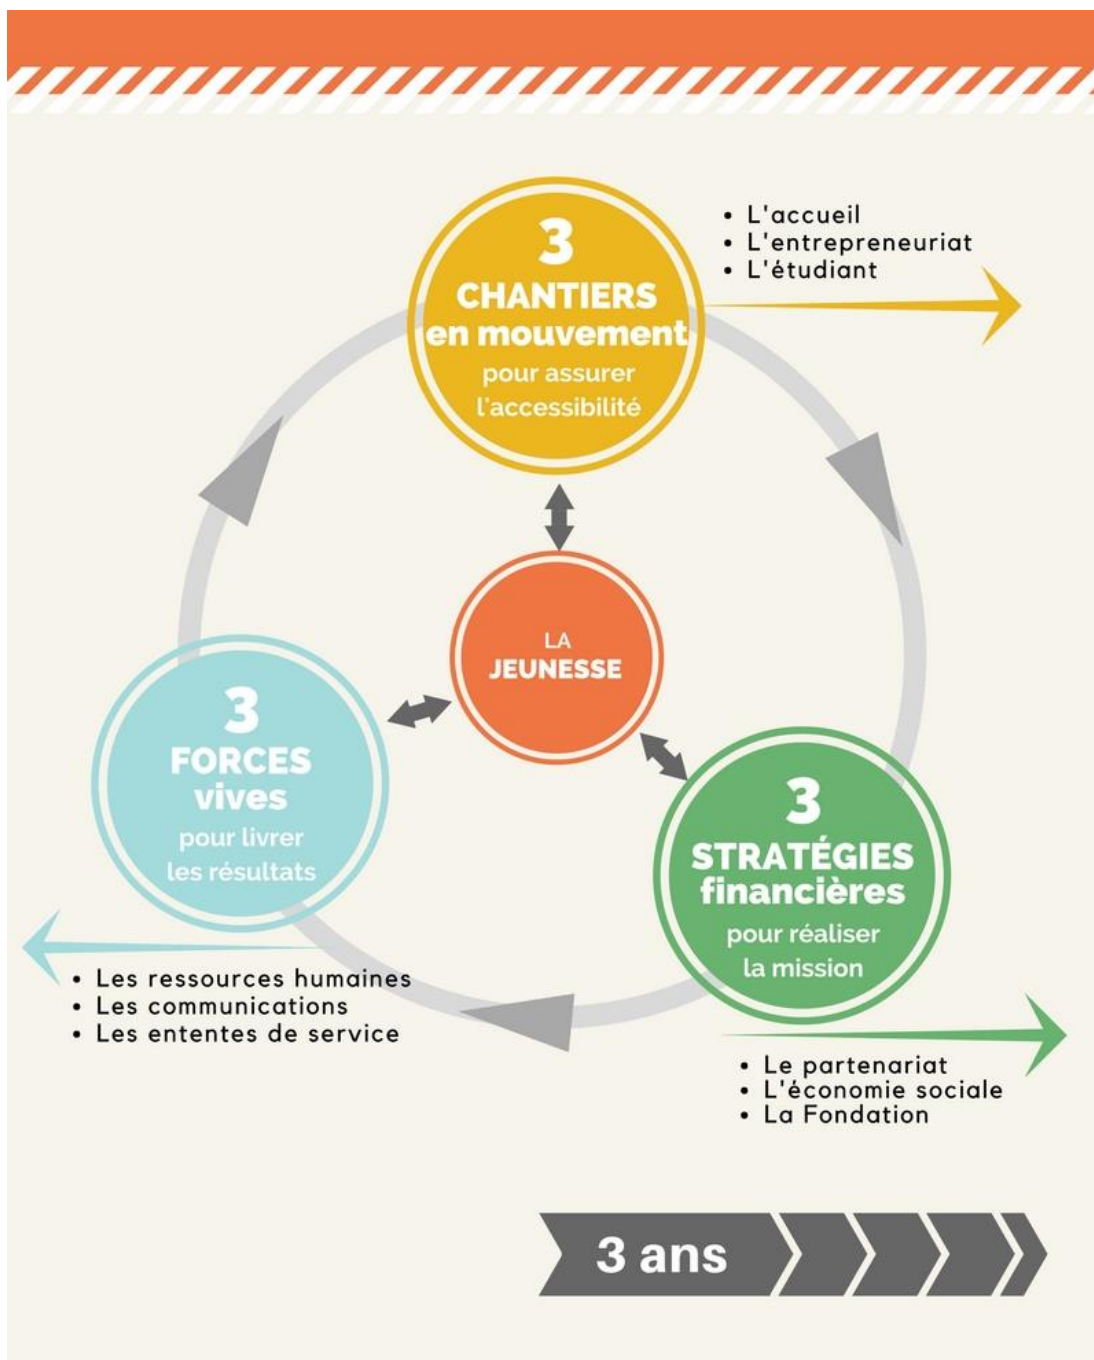 • L'accueil
• L'entrepreneuriat
• L'étudiant
3
CHANTIERS
en mouvement
pour assurer
l'accessibilité
LA
JEUNESSE
3
FORCES
vives
pour livrer
les résultats
3
STRATÉGIES
financières
pour réaliser
la mission
• Les ressources humaines
• Les communications
• Les ententes de service
• Le partenariat
• L'économie sociale
• La Fondation
3 ans